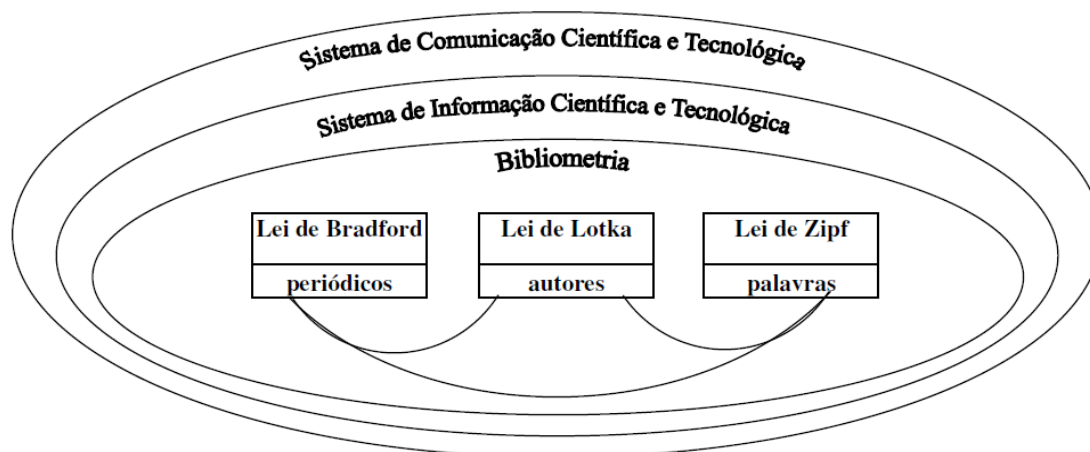 Sistema de Comunicação Científica e Tecnológica
Sistema de Informação Científica e Tecnológica
Bibliometria
Lei de Bradford
Lei de Lotka
Lei de Zipf
periódicos
autores
palavras